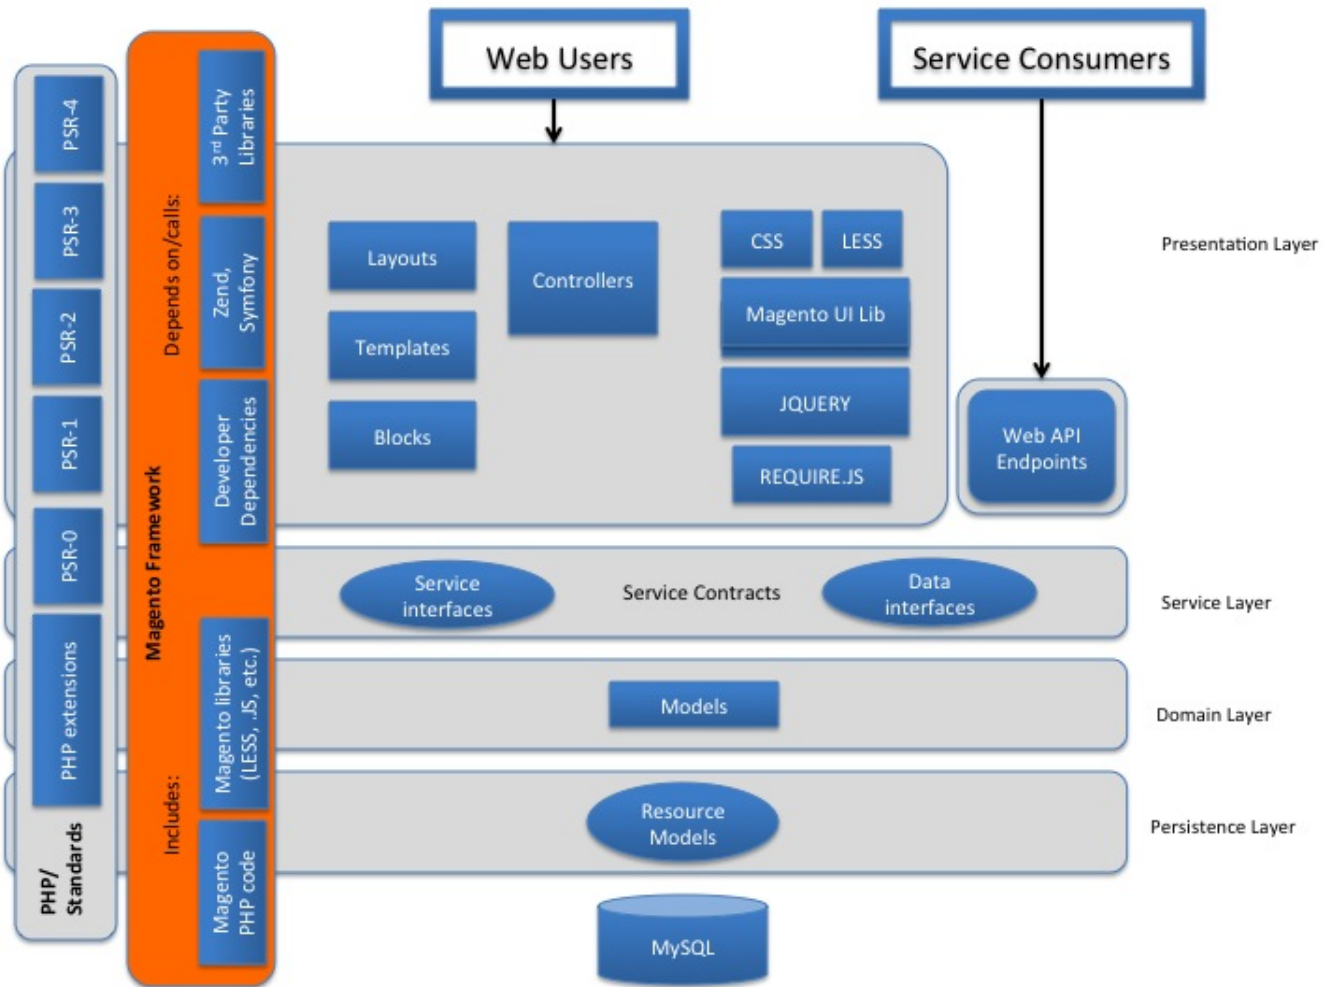 Web Users
Service Consumers
PSR-4
PSR-3
PSR-2
PSR-1
PSR-0
PHP extensions
PHP/
Standards
Magento Framework
Depends on/calls:
3rd Party
Libraries
Zend,
Symfony
Developer
Dependencies
Includes:
Magento libraries
(LESS, .JS, etc.)
Magento
PHP code
Layouts
Templates
Blocks
Controllers
CSS
LESS
Magento UI Lib
JQUERY
REQUIRE.JS
Web API
Endpoints
Presentation Layer
Service
interfaces
Service Contracts
Data
interfaces
Service Layer
Models
Domain Layer
Resource
Models
Persistence Layer
MySQL